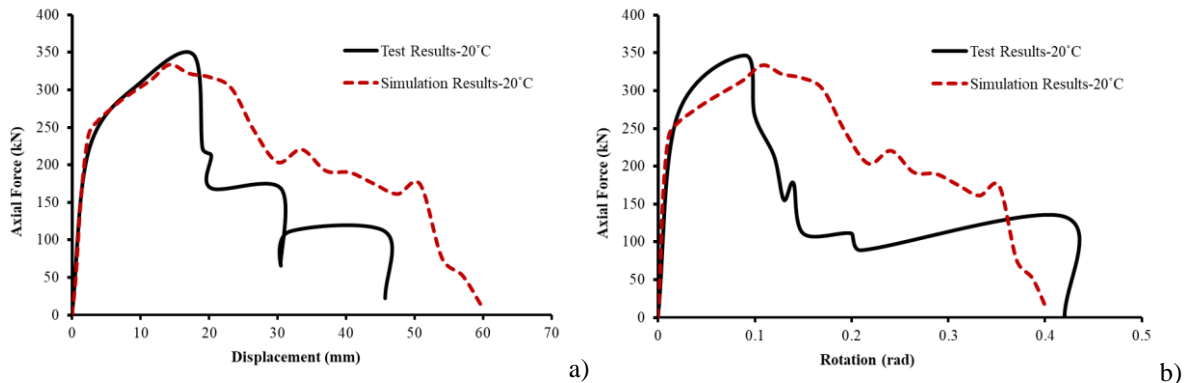 400
350
300
250
200
150
100
50
0
Axial Force (kN)
0 10 20 30 40 50 60 70
Displacement (mm)
Test Results-20˚C
Simulation Results-20˚C
a)
400
350
300
250
200
150
100
50
0
Axial Force (kN)
0 0.1 0.2 0.3 0.4 0.5
Rotation (rad)
Test Results-20˚C
Simulation Results-20˚C
b)